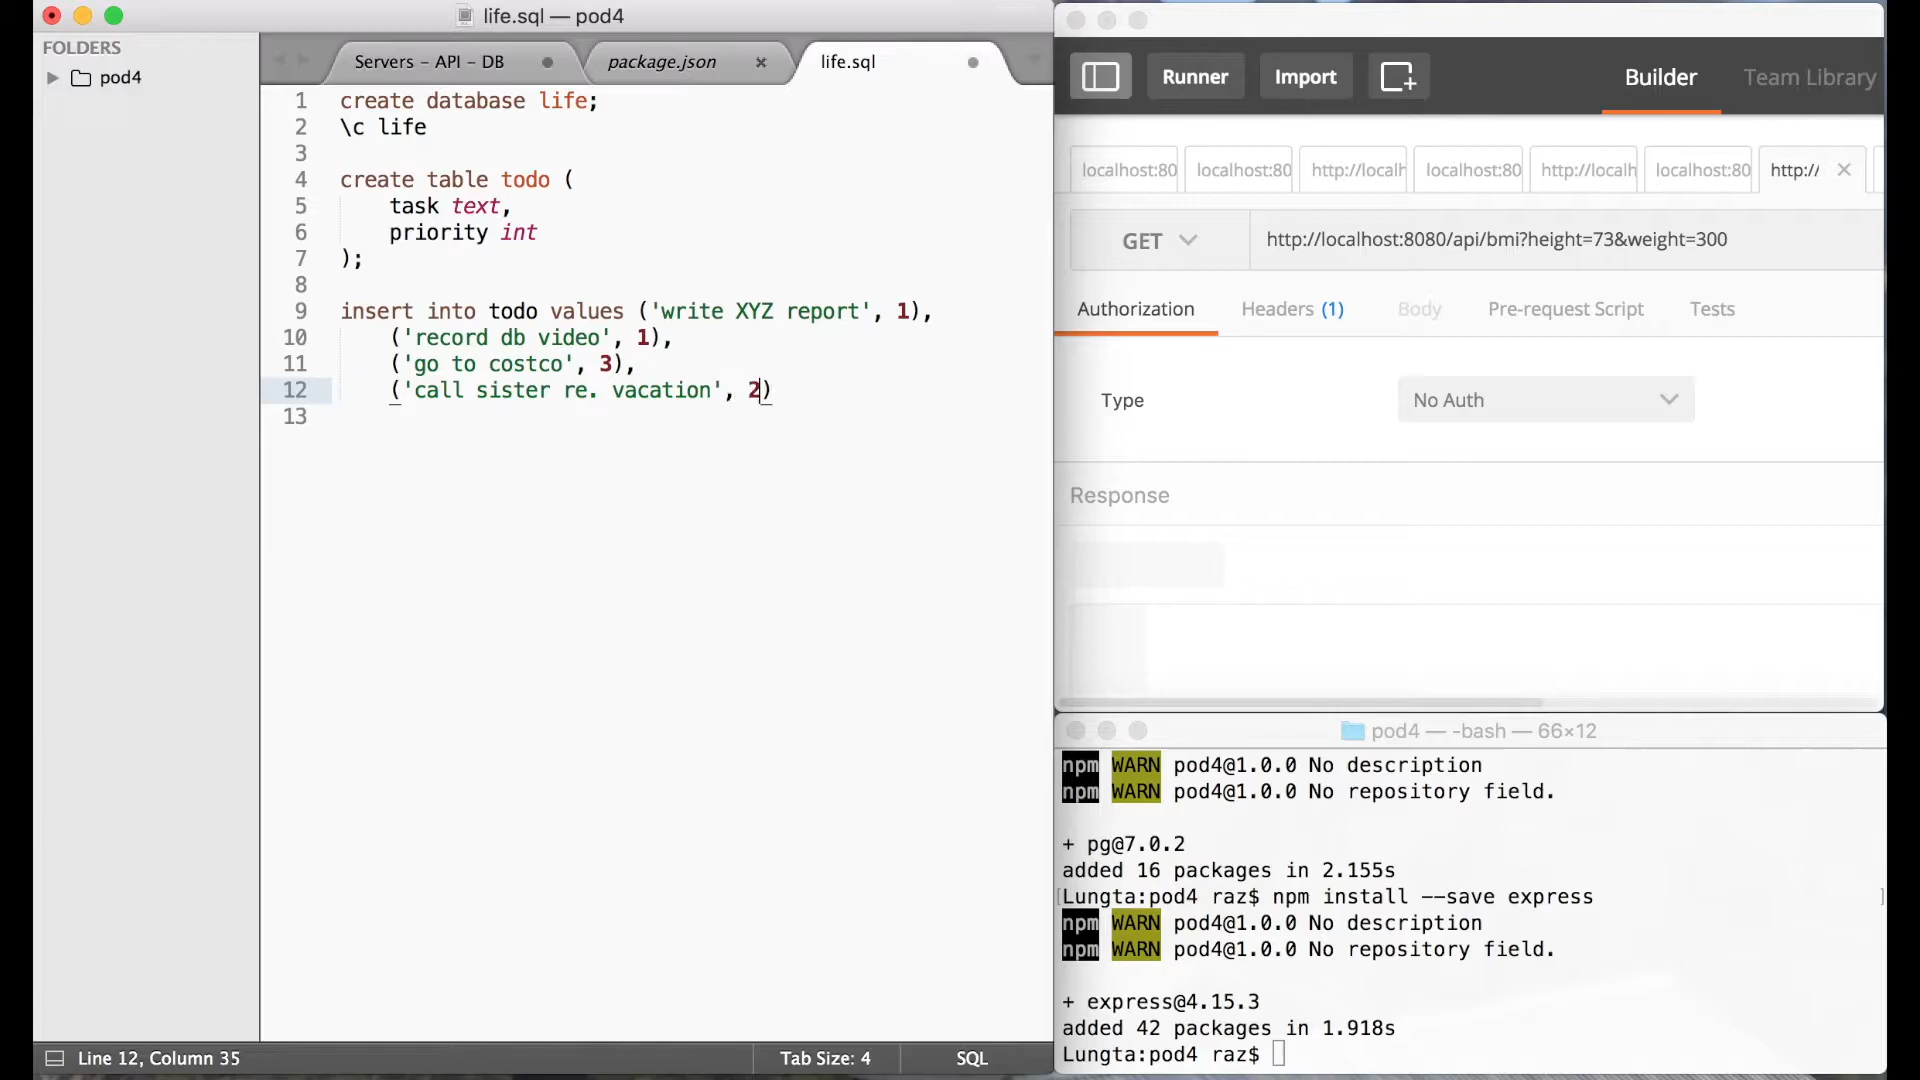 life.sql — pod4
FOLDERS
pod4
Servers - API - DB
package.json
life.sql
1 create database life;
2 \c life
3
4 create table todo (
5 task text,
6 priority int
7 );
8
9 insert into todo values ('write XYZ report', 1),
10 ('record db video', 1),
11 ('go to costco', 3),
12 ('call sister re. vacation', 2)
13
Line 12, Column 35
Tab Size: 4
SQL
Runner
Import
Builder
Team Library
localhost:80
localhost:80
http://localh
localhost:80
http://localh
localhost:80
http://
GET
http://localhost:8080/api/bmi?height=73&weight=300
Authorization
Headers (1)
Body
Pre-request Script
Tests
Type
No Auth
Response
pod4 — -bash — 66×12
npm WARN pod4@1.0.0 No description
npm WARN pod4@1.0.0 No repository field.
+ pg@7.0.2
added 16 packages in 2.155s
[Lungta:pod4 raz$ npm install --save express ]
npm WARN pod4@1.0.0 No description
npm WARN pod4@1.0.0 No repository field.
+ express@4.15.3
added 42 packages in 1.918s
Lungta:pod4 raz$